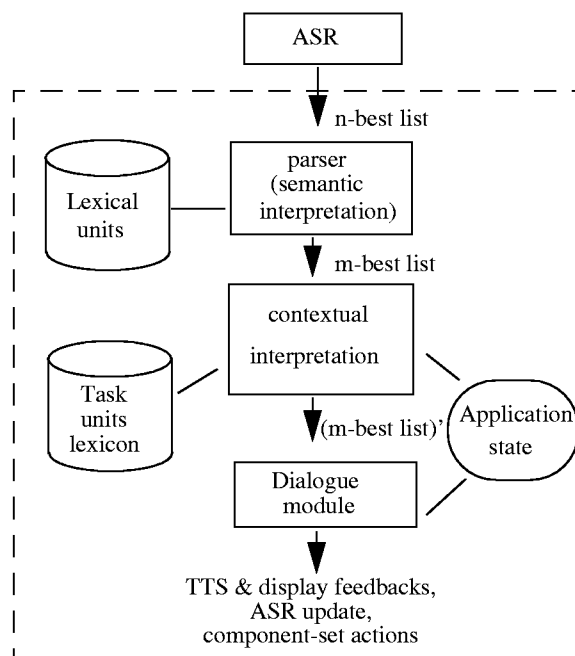 ASR
n-best list
parser
(semantic
interpretation)
Lexical
units
m-best list
contextual
interpretation
Task
units
lexicon
(m-best list)’
Application
state
Dialogue
module
TTS & display feedbacks,
ASR update,
component-set actions